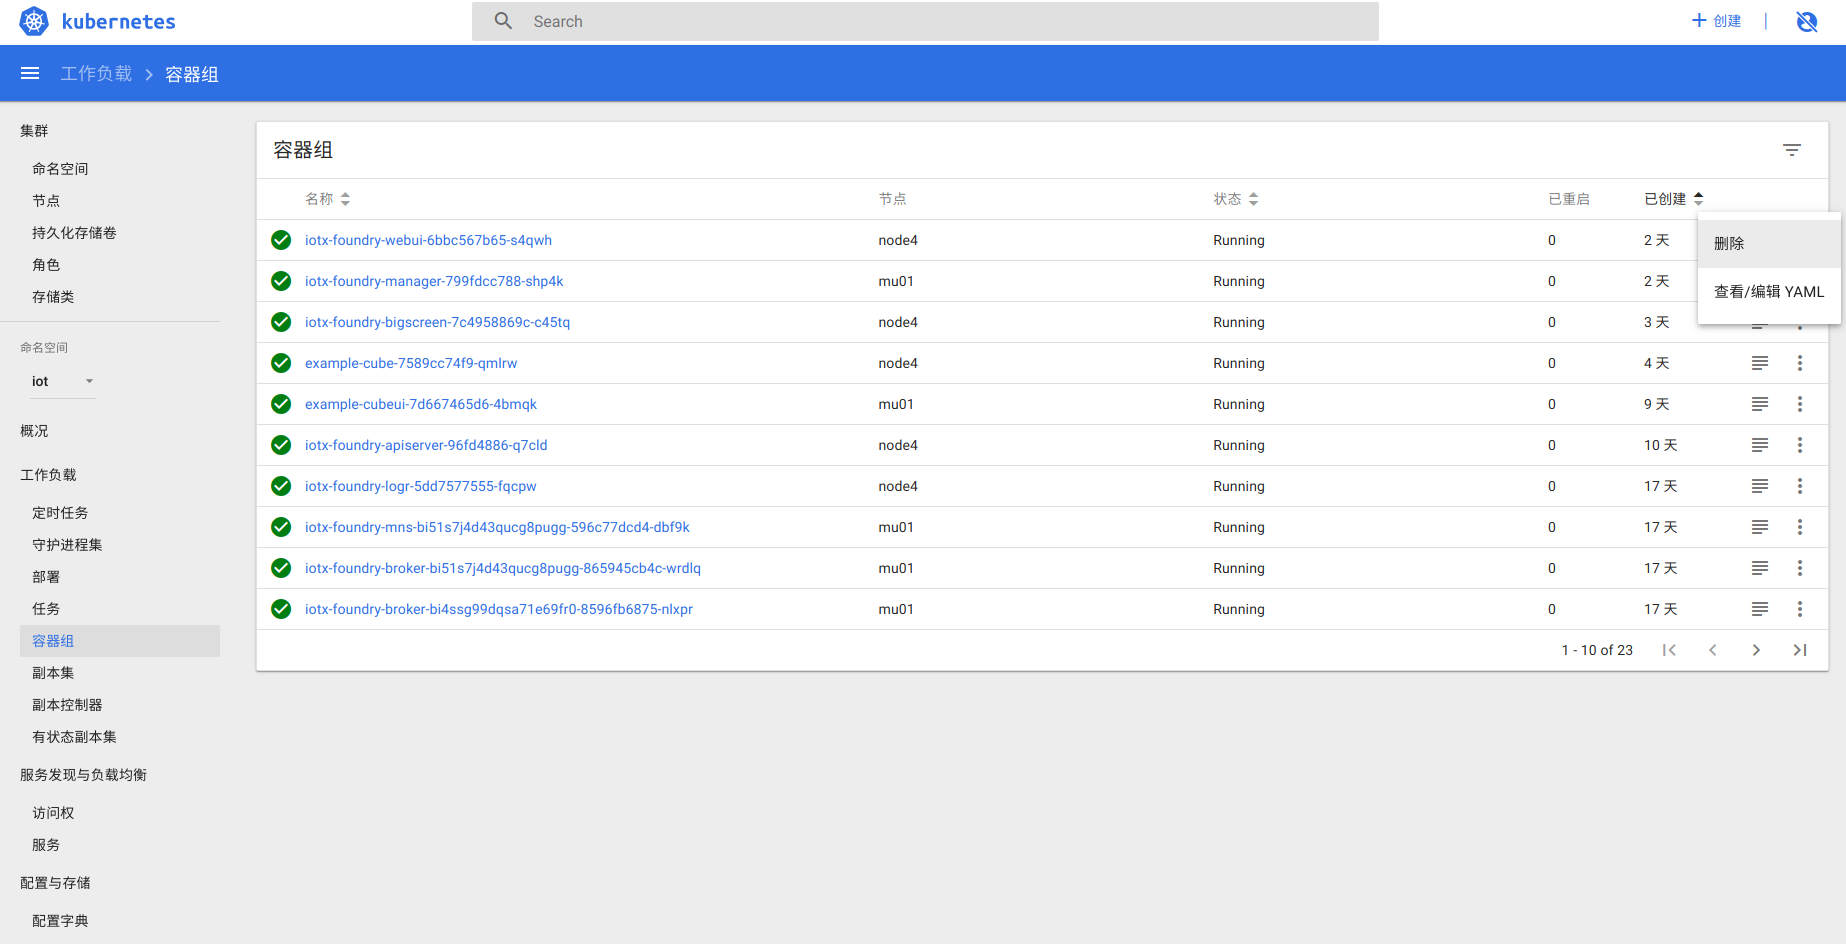 kubernetes
Search
创建
工作负载 容器组
集群
命名空间
节点
持久化存储卷
角色
存储类
命名空间
iot
概况
工作负载
定时任务
守护进程集
部署
任务
容器组
副本集
副本控制器
有状态副本集
服务发现与负载均衡
访问权
服务
配置与存储
配置字典
容器组
名称 节点 状态 已重启 已创建
iotx-foundry-webui-6bbc567b65-s4qwh node4 Running 0 2 天
iotx-foundry-manager-799fdcc788-shp4k mu01 Running 0 2 天
iotx-foundry-bigscreen-7c4958869c-c45tq node4 Running 0 3 天
example-cube-7589cc74f9-qmlrw node4 Running 0 4 天
example-cubeui-7d667465d6-4bmqk mu01 Running 0 9 天
iotx-foundry-apiserver-96fd4886-q7cld node4 Running 0 10 天
iotx-foundry-logr-5dd7577555-fqcpw node4 Running 0 17 天
iotx-foundry-mns-bi51s7j4d43qucg8pugg-596c77dcd4-dbf9k mu01 Running 0 17 天
iotx-foundry-broker-bi51s7j4d43qucg8pugg-865945cb4c-wrdlq mu01 Running 0 17 天
iotx-foundry-broker-bi4ssg99dqsa71e69fr0-8596fb6875-nlxpr mu01 Running 0 17 天
1 - 10 of 23
删除
查看/编辑 YAML